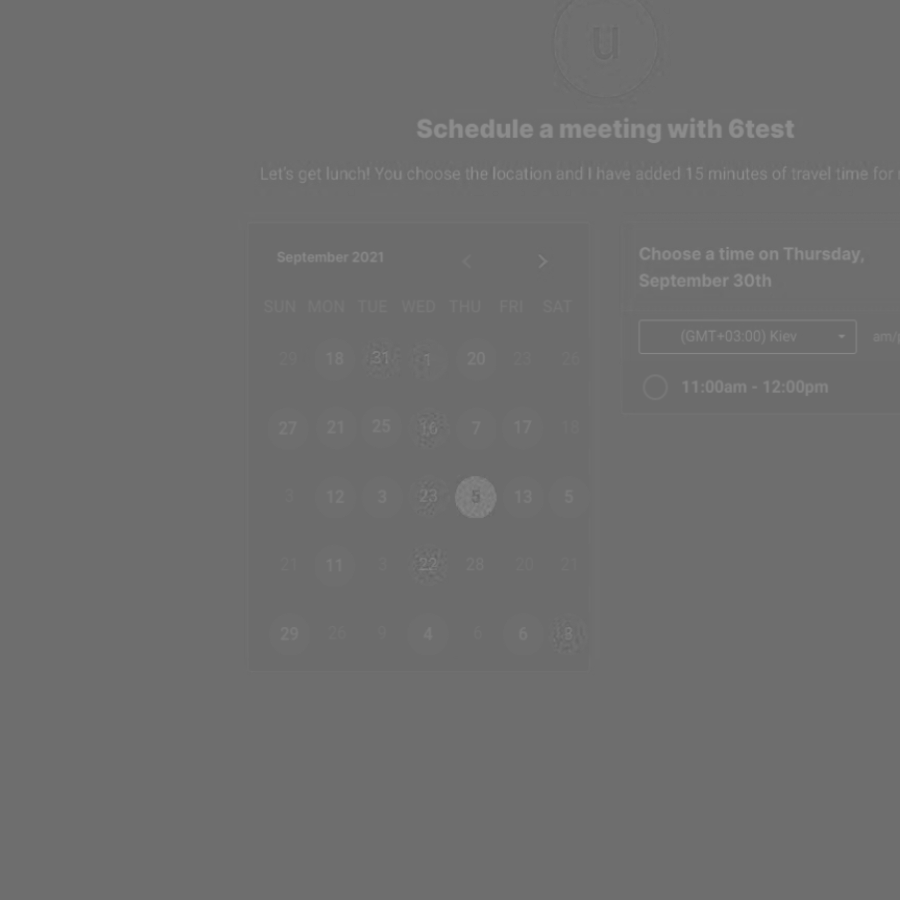 u
Schedule a meeting with 6test
Let's get lunch! You choose the location and I have added 15 minutes of travel time for
September 2021
Choose a time on Thursday,
September 30th
SUN MON TUE WED THU FRI SAT
(GMT+03:00) Kiev am/
29 18 31 1 20 23 26
11:00am - 12:00pm
27 21 25 16 7 17 18
3 12 3 23 5 13 5
21 11 3 22 28 20 21
29 26 9 4 6 6 8